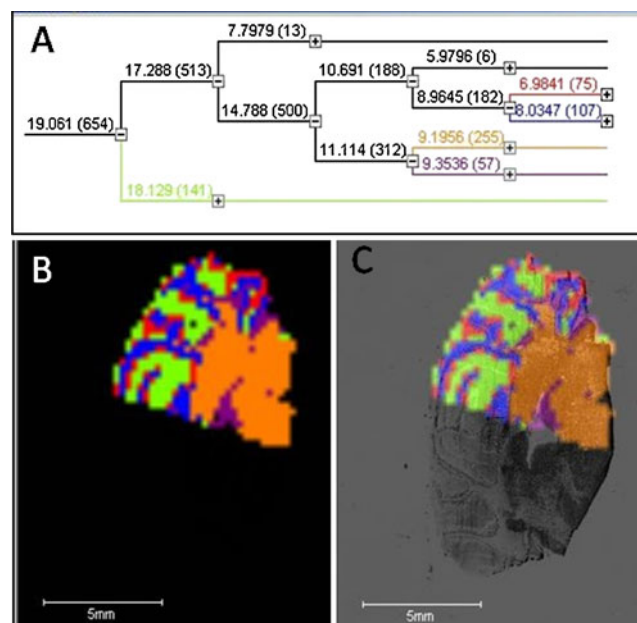 A
7.7979 (13)
17.288 (513)
10.691 (188)
5.9796 (6)
6.9841 (75)
8.9645 (182)
14.788 (500)
8.0347 (107)
19.061 (654)
9.1956 (255)
11.114 (312)
9.3536 (57)
18.129 (141)
B
C
5mm
5mm